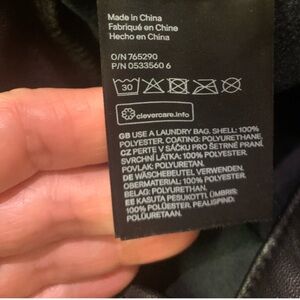 Made in China
Fabriqué en Chine
Hecho en China
O/N 765290
P/N 0533560 6
30
clevercare.info
GB USE A LAUNDRY BAG. SHELL: 100%
POLYESTER, COATING: POLYURETHANE.
CZ PERTE V SÁČKU PRO ŠETRNÉ PRANÍ
SVRCHNÍ LÁTKA: 100% POLYESTER,
POVLAK: POLYURETAN.
DE WÄSCHEBEUTEL VERWENDEN.
OBERMATERIAL: 100% POLYESTER,
BELAG: POLYURETHAN.
EE KASUTA PESUKOTTI ÜMBRIS:
100% POLÜESTER, PEALISPIND:
POLÜURETAAN.